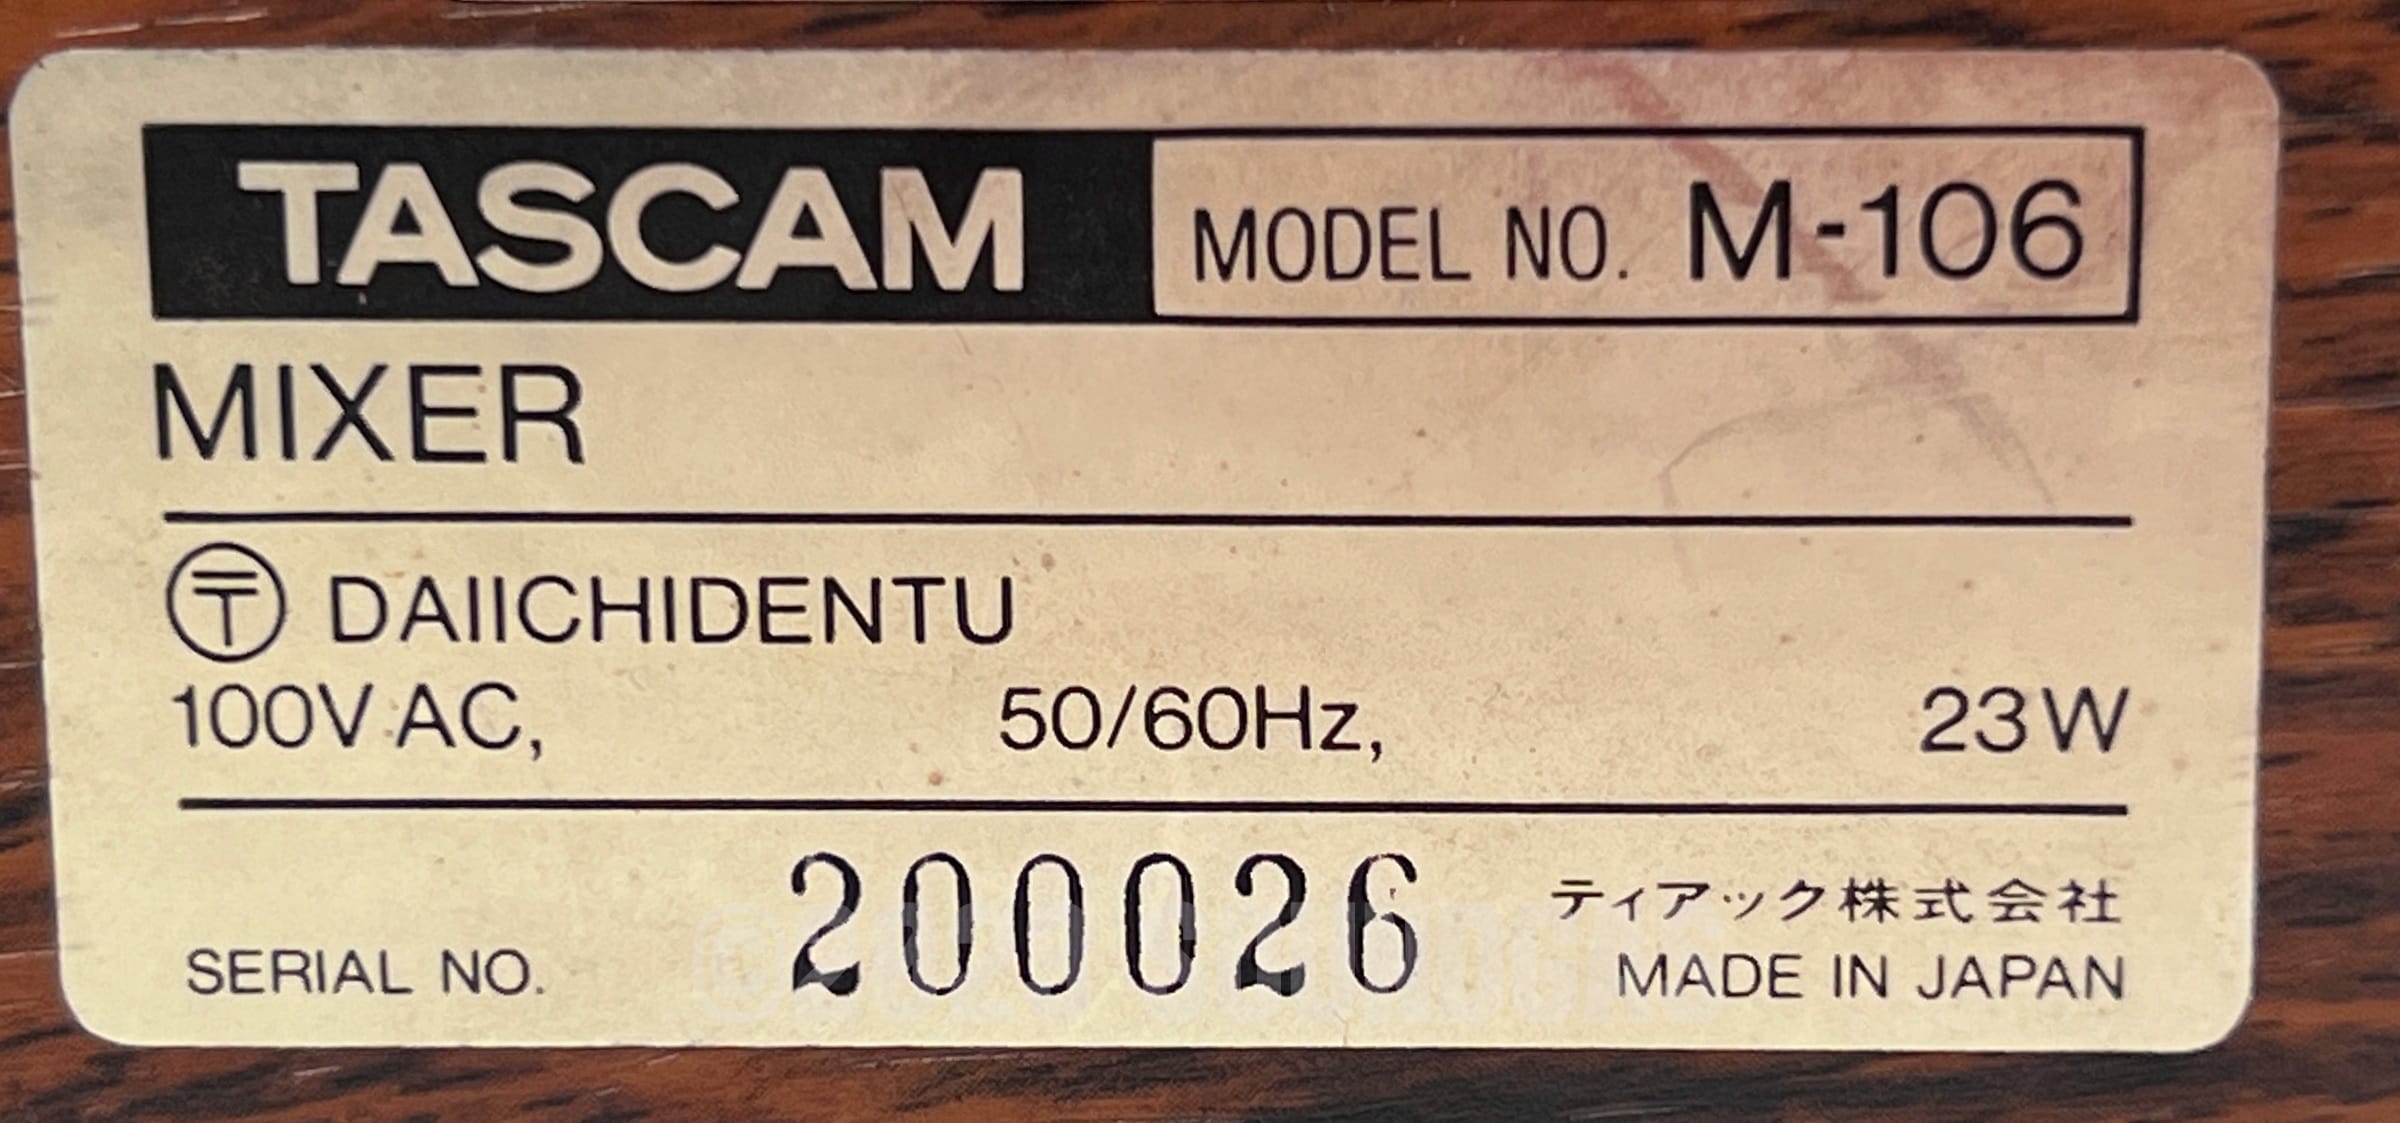 TASCAM MODEL NO. M-106
MIXER
〒 DAIICHIDENTU
100V AC, 50/60Hz, 23W
SERIAL NO. 200026
ティアック株式会社
MADE IN JAPAN